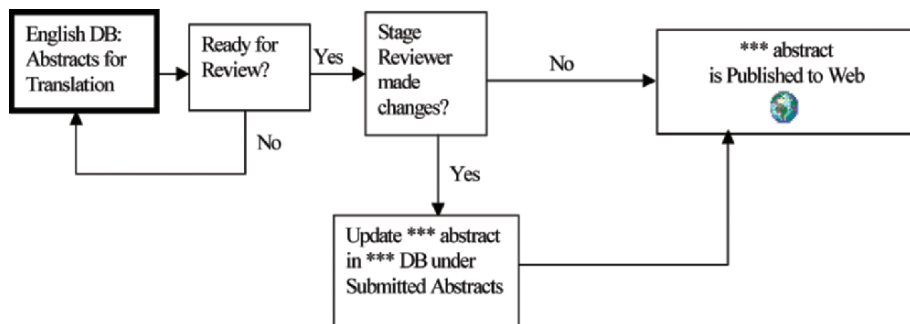 English DB:
Abstracts for
Translation
Ready for
Review?
Yes
No
Stage
Reviewer
made
changes?
No
Yes
*** abstract
is Published to Web
Update *** abstract
in *** DB under
Submitted Abstracts